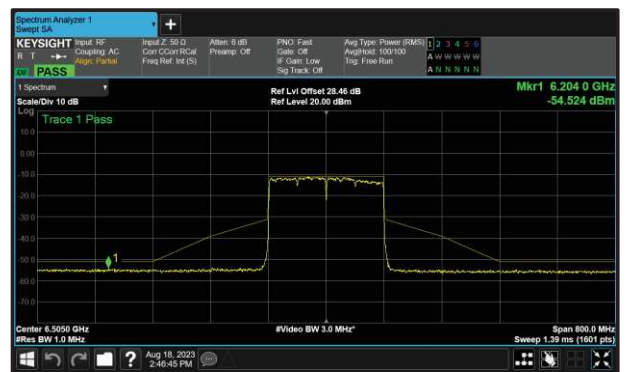 Spectrum Analyzer 1
Swept SA
+
KEYSIGHT
R T
PASS
Input: RF
Coupling: AC
Align: Partial
Input Z: 50 Ω
Corr CCorr RCal
Freq Ref: Int (S)
Atten: 6 dB
Preamp: Off
PNO: Fast
Gate: Off
IF Gain: Low
Sig Track: Off
Avg Type: Power (RMS)
Avg|Hold: 100/100
Trig: Free Run
1 2 3 4 5 6
A W W W W W
A N N N N N
1 Spectrum
Scale/Div 10 dB
Ref Lvl Offset 28.46 dB
Ref Level 20.00 dBm
Mkr1 6.204 0 GHz
-54.524 dBm
Log
Trace 1 Pass
10.0
0.00
-10.0
-20.0
-30.0
-40.0
-50.0
-60.0
-70.0
1
Center 6.5050 GHz
#Res BW 1.0 MHz
#Video BW 3.0 MHz*
Span 800.0 MHz
Sweep 1.39 ms (1601 pts)
?
Aug 18, 2023
2:46:45 PM